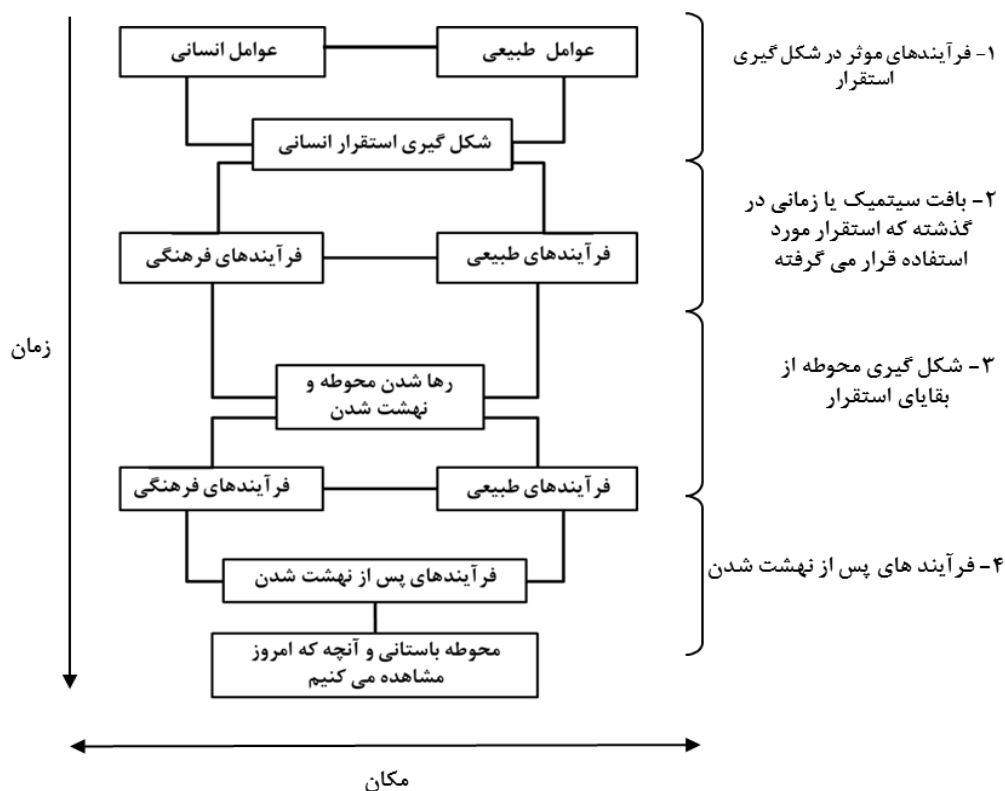 عوامل طبیعی
عوامل انسانی
۱- فرآیندهای موثر در شکل گیری
استقرار
شکل گیری استقرار انسانی
۲- بافت سیتمیک یا زمانی در
گذشته که استقرار مورد
استفاده قرار می گرفته
فرآیندهای طبیعی
فرآیندهای فرهنگی
زمان
۳- شکل گیری محوطه از
بقایای استقرار
رها شدن محوطه و
نهشت شدن
فرآیندهای طبیعی
فرآیندهای فرهنگی
۴- فرآیند های پس از نهشت شدن
فرآیندهای پس از نهشت شدن
محوطه باستانی و آنچه که امروز
مشاهده می کنیم
مکان